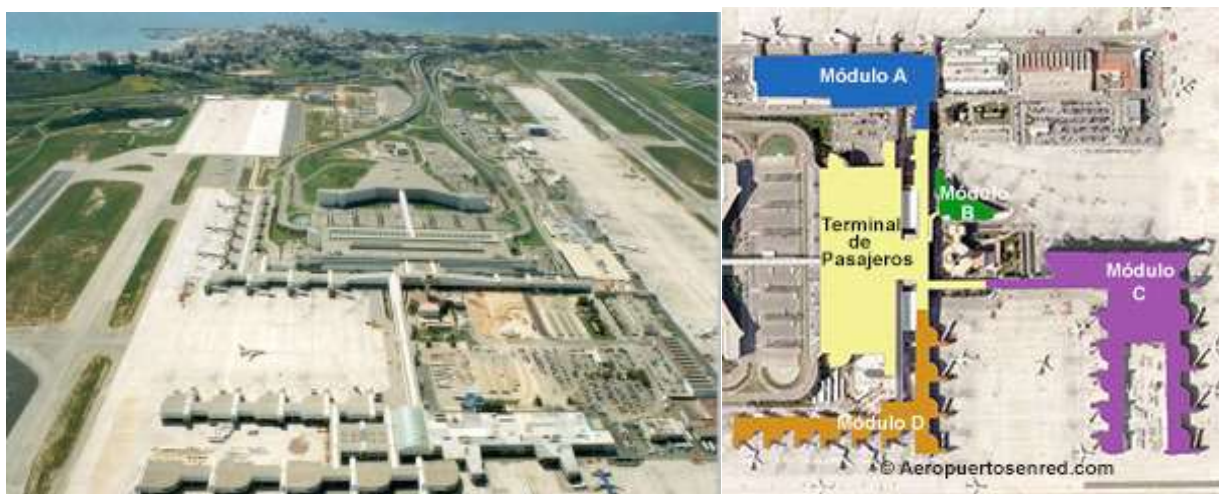 Módulo A
Módulo
B
Terminal
de
Pasajeros
Módulo
C
Módulo D
© Aeropuertosenred.com